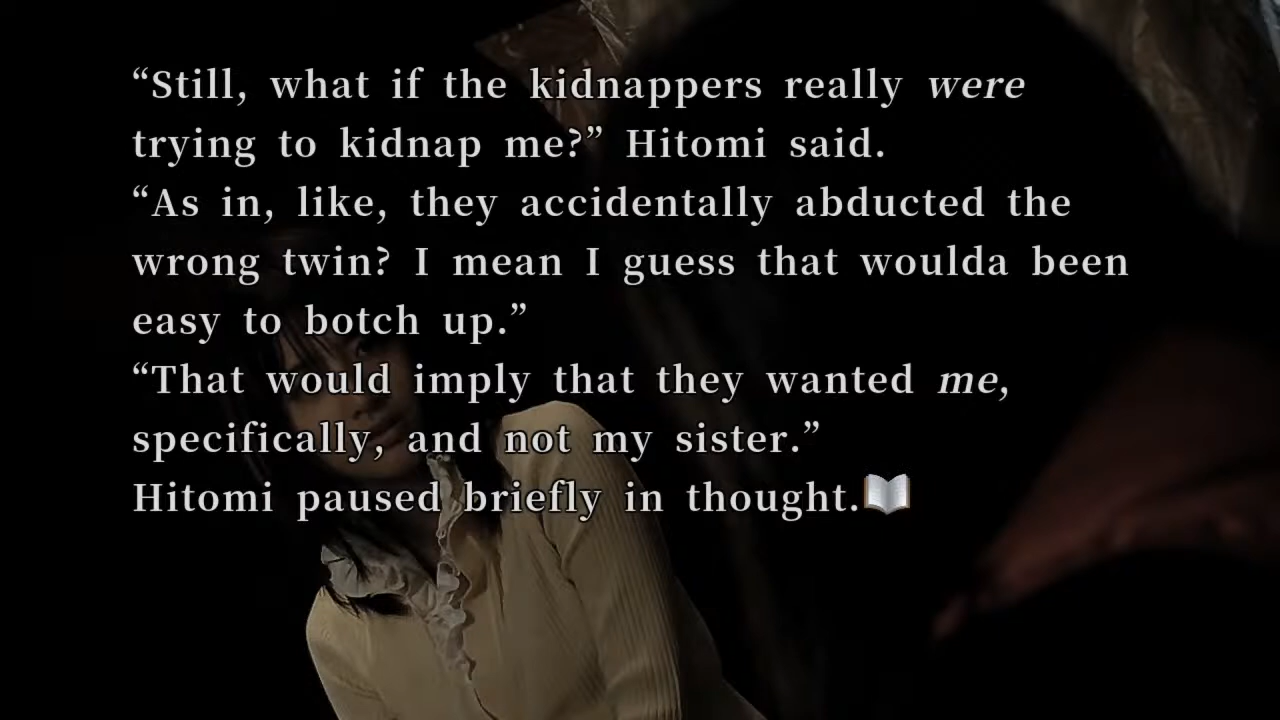 “Still, what if the kidnappers really were
trying to kidnap me?” Hitomi said.
“As in, like, they accidentally abducted the
wrong twin? I mean I guess that woulda been
easy to botch up.”
“That would imply that they wanted me,
specifically, and not my sister.”
Hitomi paused briefly in thought.